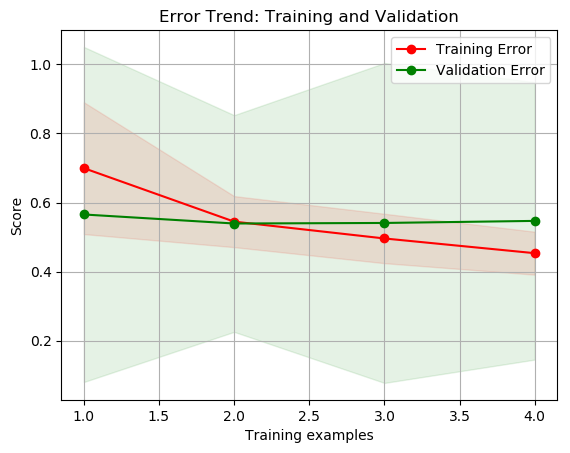 Error Trend: Training and Validation
Training Error
Validation Error
Score
1.0
0.8
0.6
0.4
0.2
1.0
1.5
2.0
2.5
3.0
3.5
4.0
Training examples